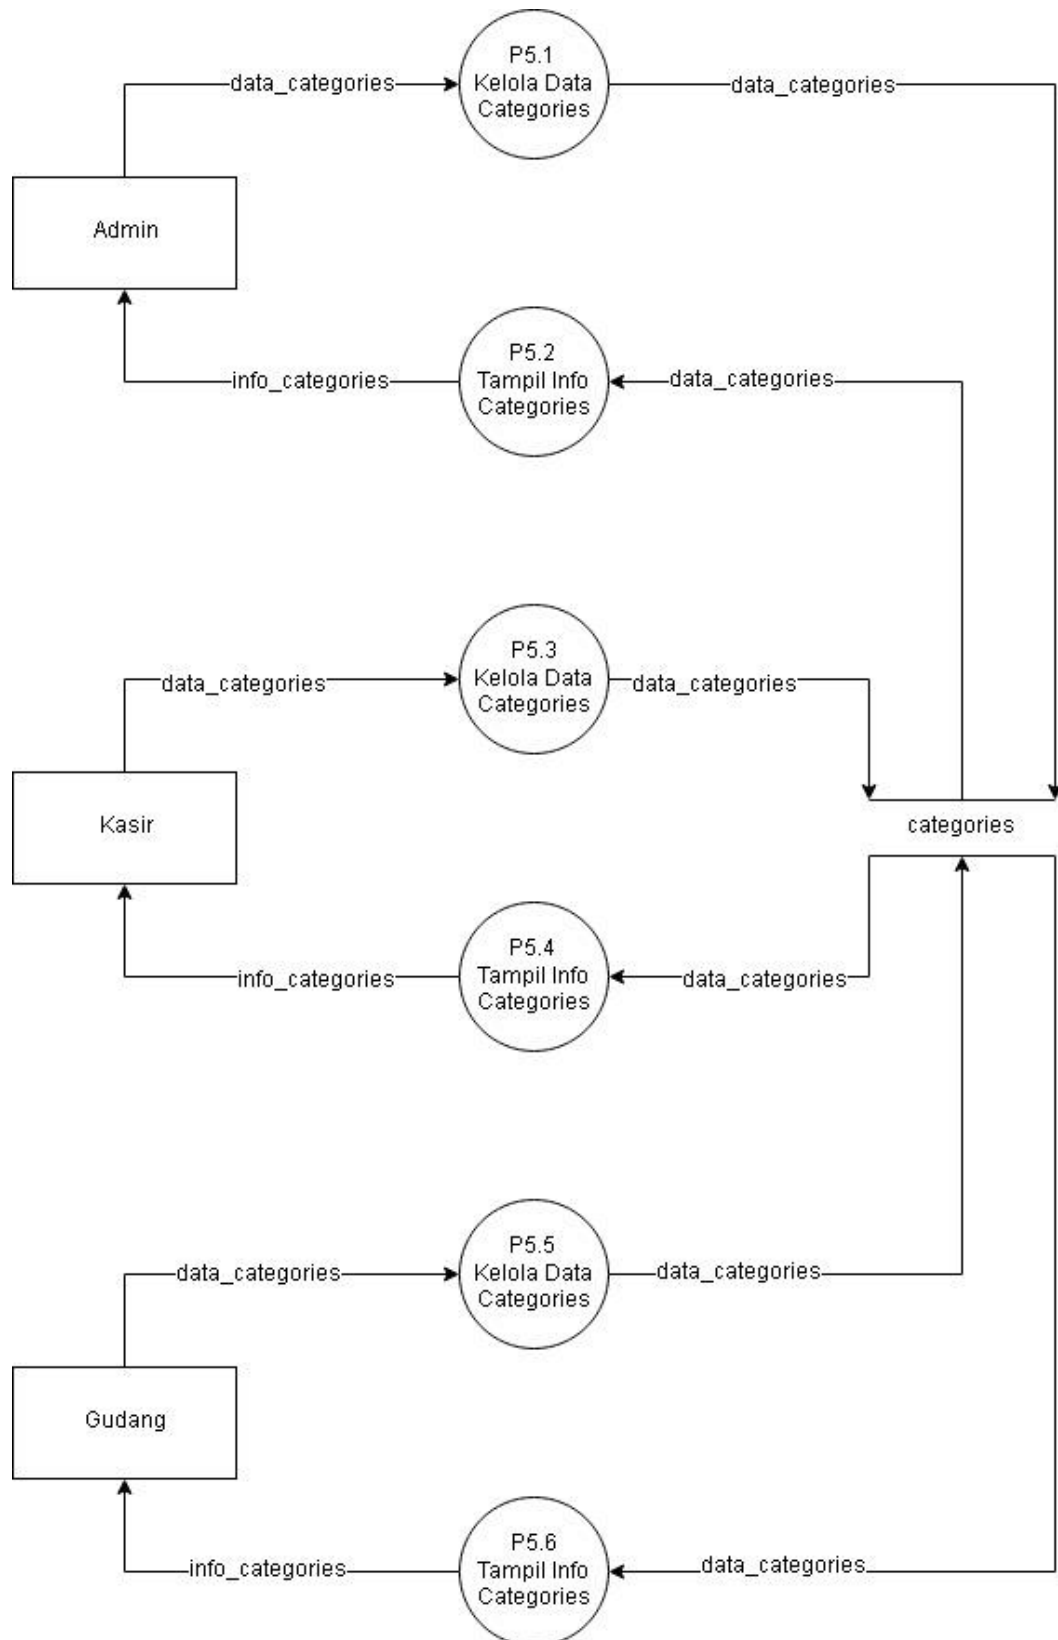 P5.1
data_categories
Kelola Data
data_categories
Categories
Admin
P5.2
info_categories
Tampil Info
data_categories
Categories
P5.3
data_categories
Kelola Data
data_categories
Categories
Kasir
categories
P5.4
info_categories
Tampil Info
data_categories
Categories
P5.5
data_categories
Kelola Data
data_categories
Categories
Gudang
P5.6
info_categories
Tampil Info
data_categories
Categories